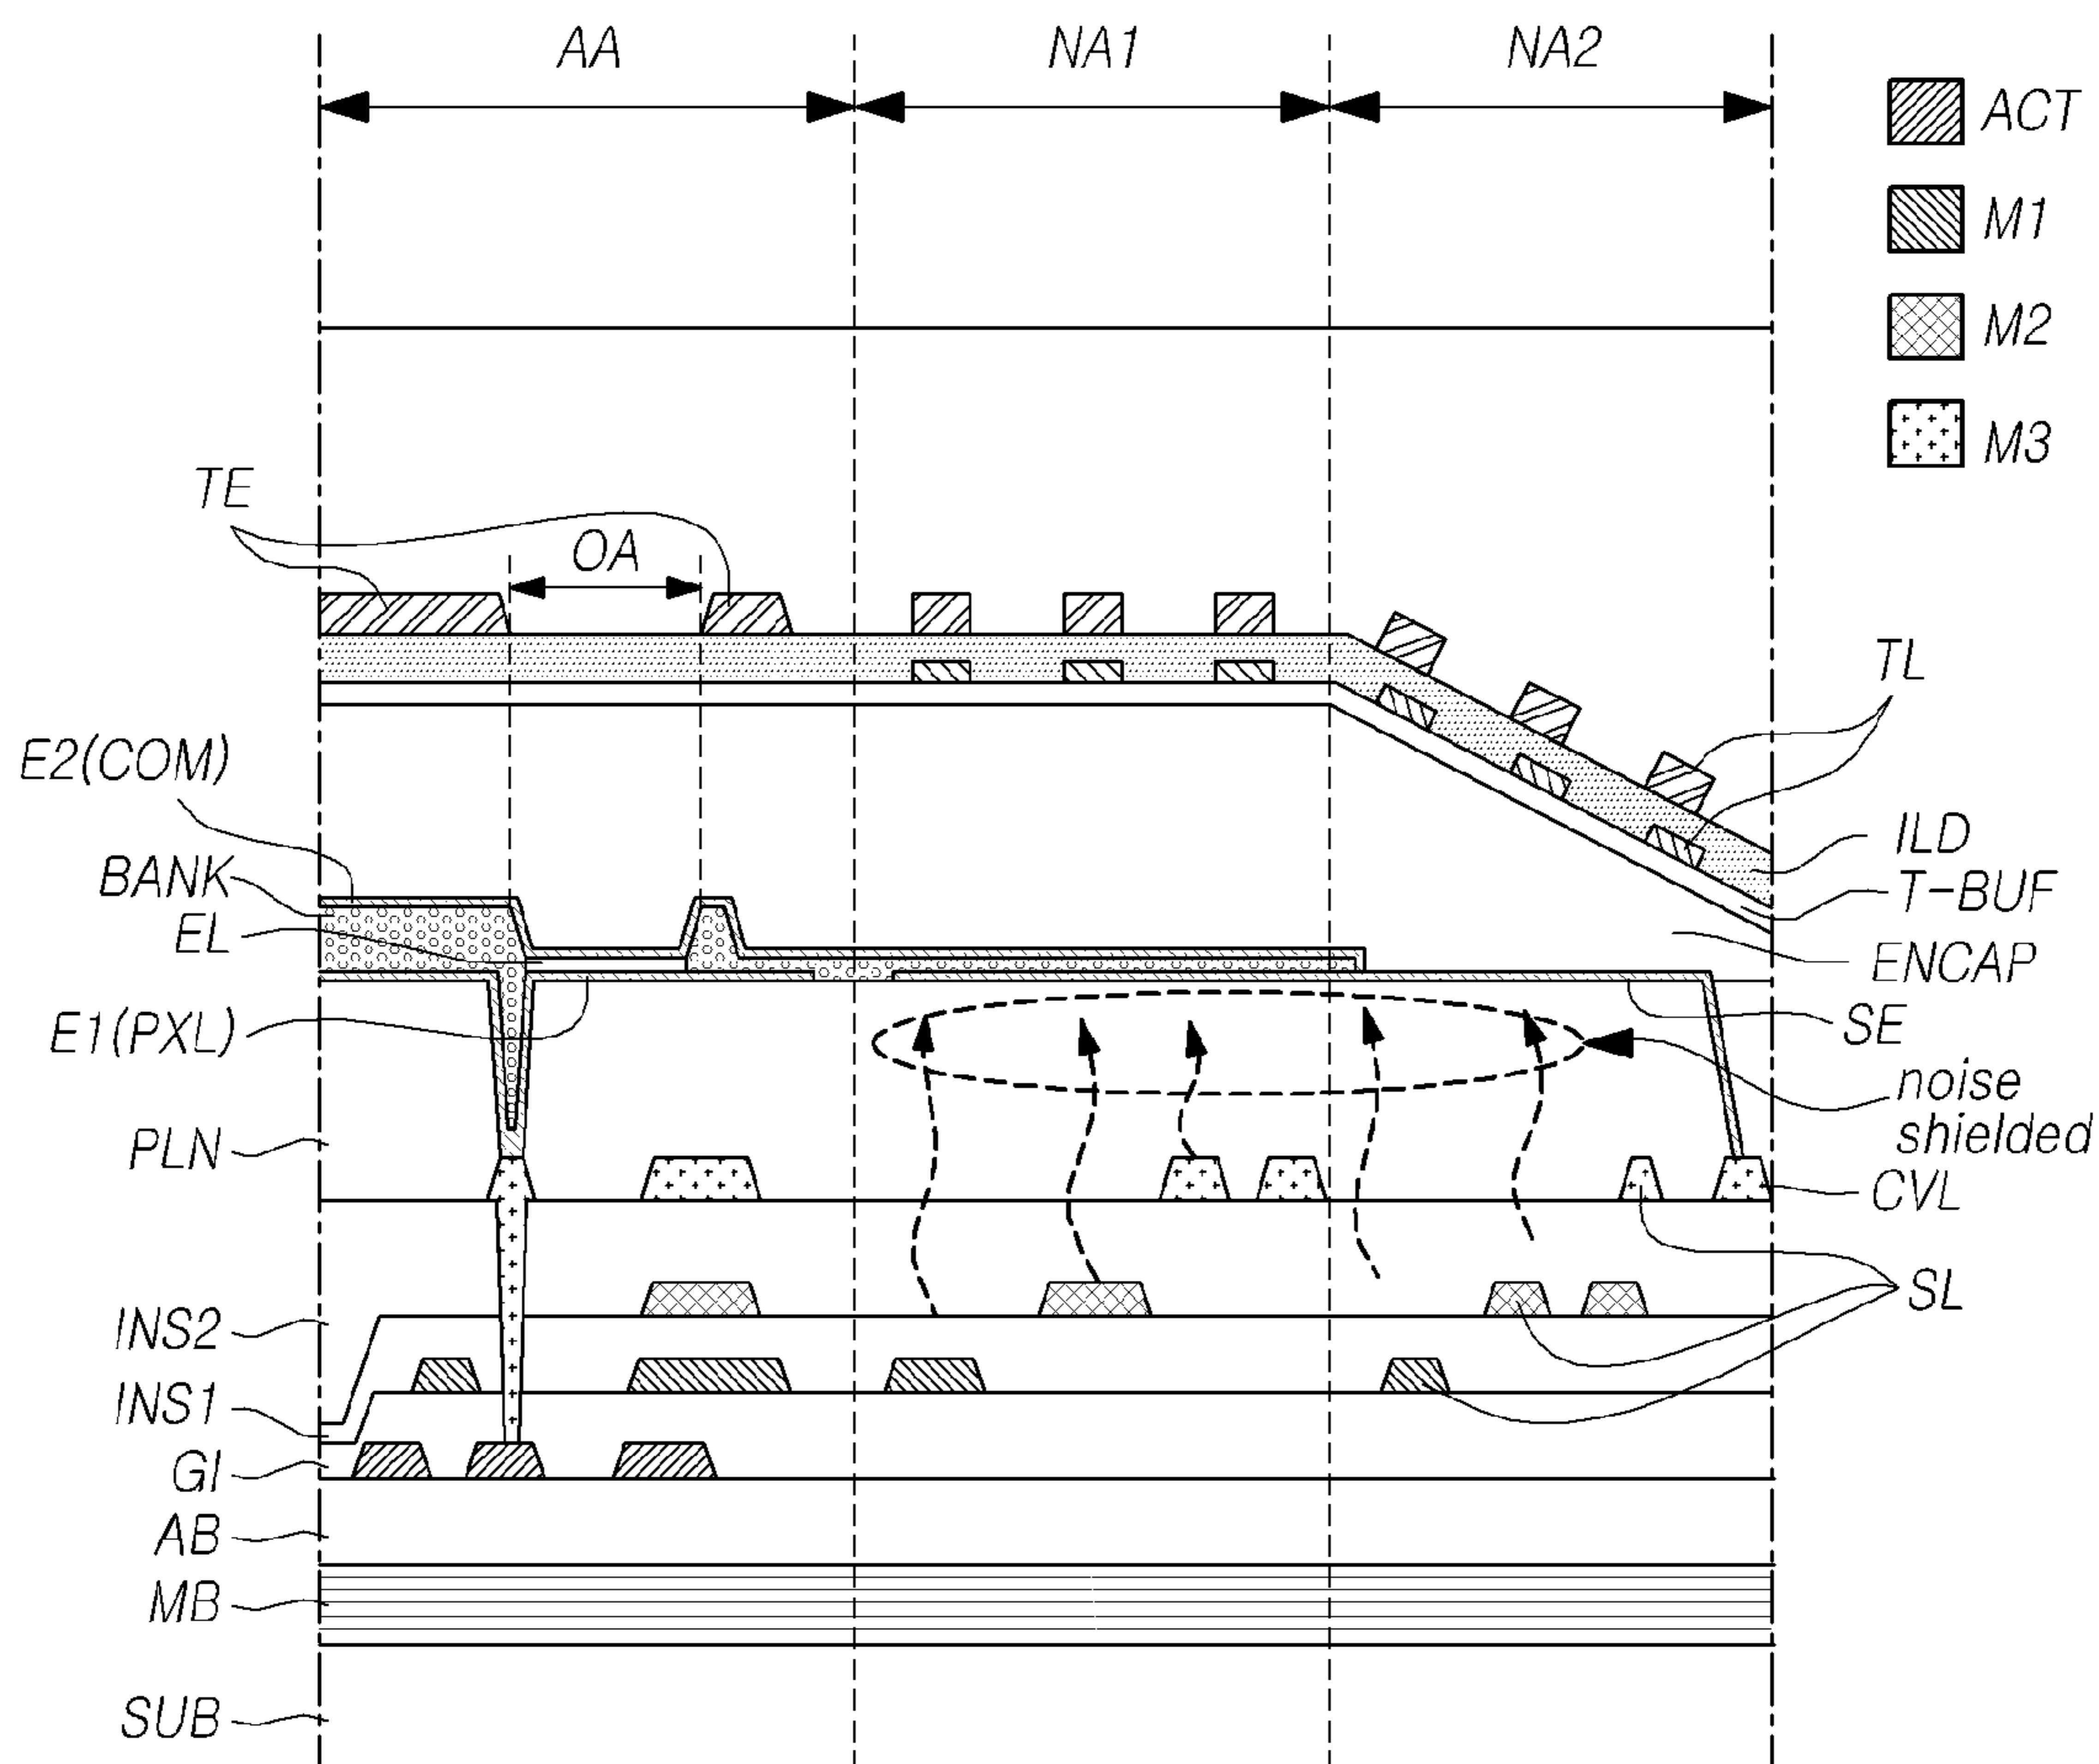 AA
NA1
NA2
ACT
M1
M2
M3
TE
OA
TL
E2(COM)
BANK
EL
ILD
T-BUF
ENCAP
E1(PXL)
SE
noise
shielded
PLN
CVL
SL
INS2
INS1
GI
AB
MB
SUB